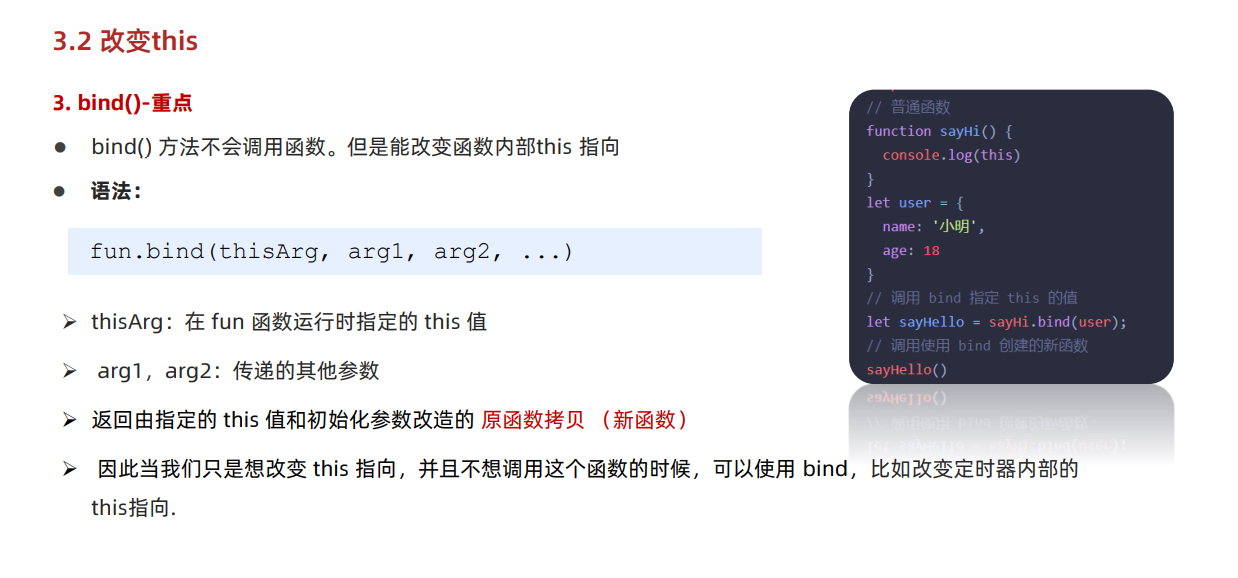 3.2 改变this
3. bind()-重点
● bind() 方法不会调用函数。但是能改变函数内部this 指向
● 语法：
fun.bind(thisArg, arg1, arg2, ...)
➢ thisArg：在 fun 函数运行时指定的 this 值
➢ arg1，arg2：传递的其他参数
➢ 返回由指定的 this 值和初始化参数改造的 原函数拷贝 （新函数）
➢ 因此当我们只是想改变 this 指向，并且不想调用这个函数的时候，可以使用 bind，比如改变定时器内部的
this指向.
// 普通函数
function sayHi() {
  console.log(this)
}
let user = {
  name: '小明',
  age: 18
}
// 调用 bind 指定 this 的值
let sayHello = sayHi.bind(user);
// 调用使用 bind 创建的新函数
sayHello()